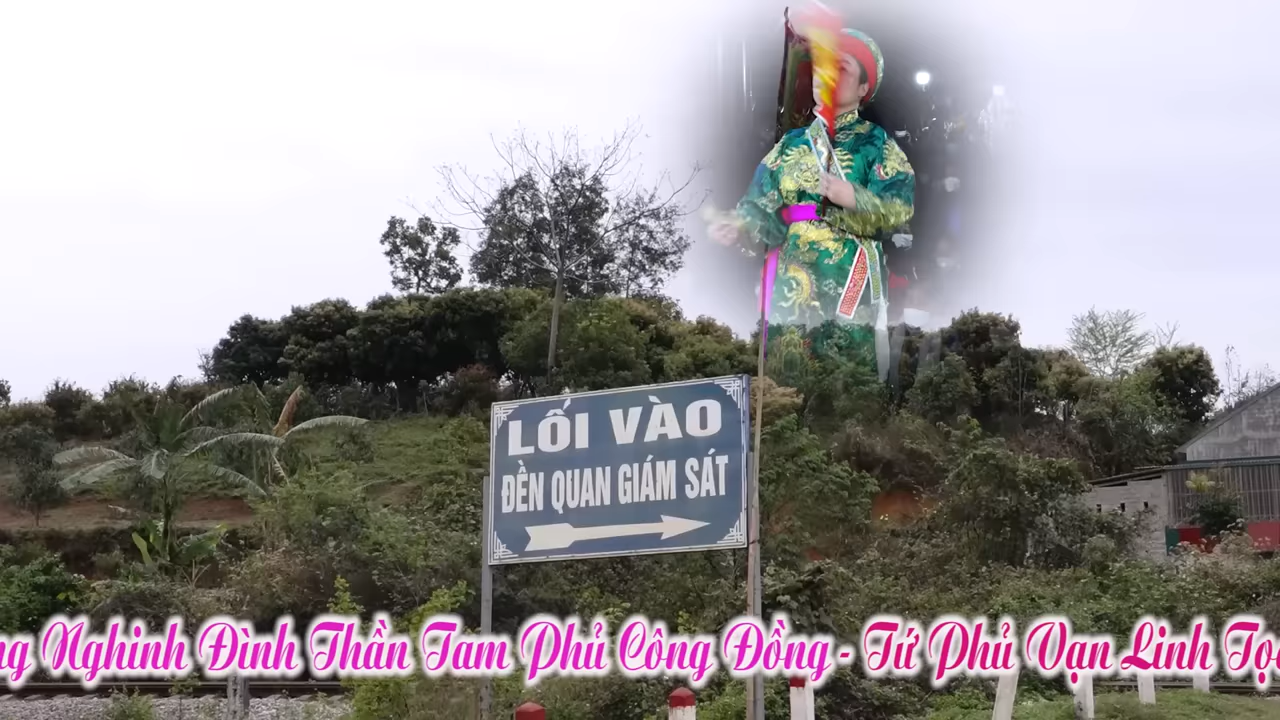 LỐI VÀO
ĐỀN QUAN GIÁM SÁT
Nghinh Đình Thần Tam Phủ Công Đồng - Tứ Phủ Vạn Linh